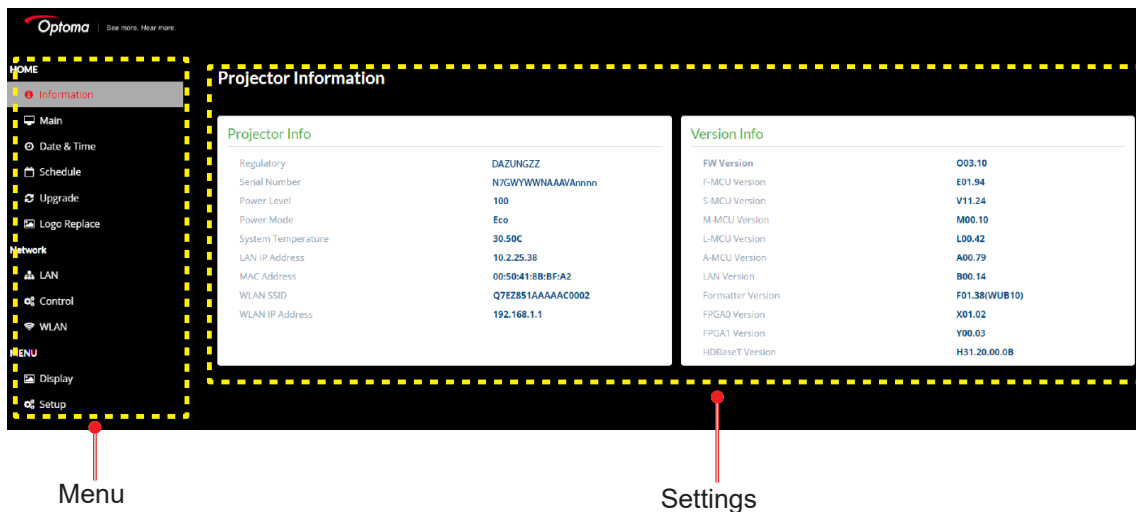 Optoma | See more. Hear more.
HOME
Information
Main
Date & Time
Schedule
Upgrade
Logo Replace
Network
LAN
Control
WLAN
MENU
Display
Setup
Projector Information
Projector Info
Regulatory DAZUNGZZ
Serial Number N7GWYWWNAAAVAnnnn
Power Level 100
Power Mode Eco
System Temperature 30.50C
LAN IP Address 10.2.25.38
MAC Address 00:50:41:8B:BF:A2
WLAN SSID Q7EZ851AAAAAC0002
WLAN IP Address 192.168.1.1
Version Info
FW Version O03.10
F-MCU Version E01.94
S-MCU Version V11.24
M-MCU Version M00.10
L-MCU Version L00.42
A-MCU Version A00.79
LAN Version B00.14
Formatter Version F01.38(WUB10)
FPGA0 Version X01.02
FPGA1 Version Y00.03
HDBaseT Version H31.20.00.0B
Menu
Settings